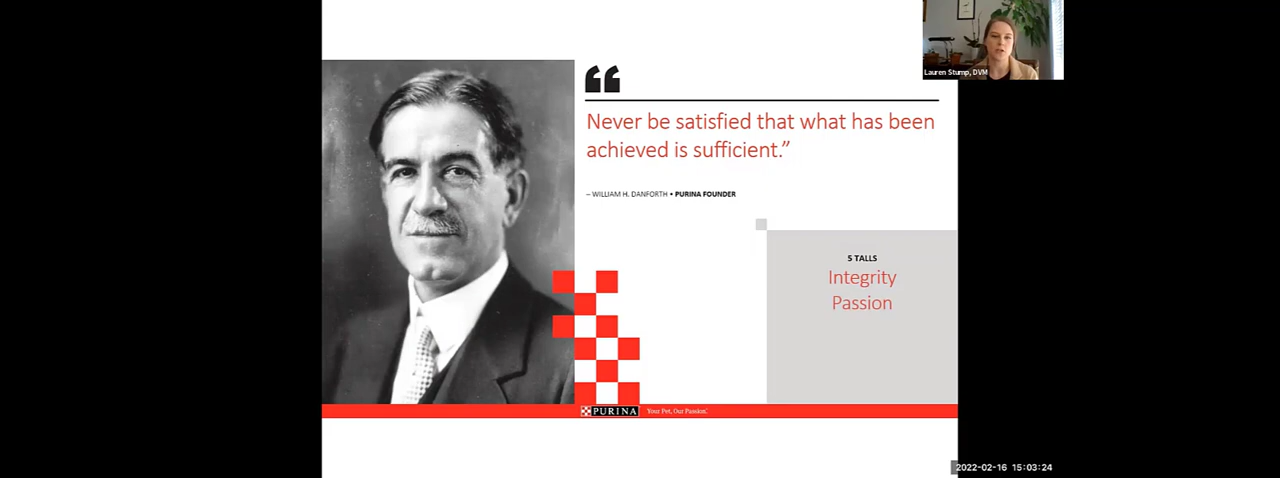 Lauren Stump, DVM
“
Never be satisfied that what has been
achieved is sufficient.”
– WILLIAM H. DANFORTH • PURINA FOUNDER
5 TALLS
Integrity
Passion
PURINA Your Pet, Our Passion.
2022-02-16 15:03:24